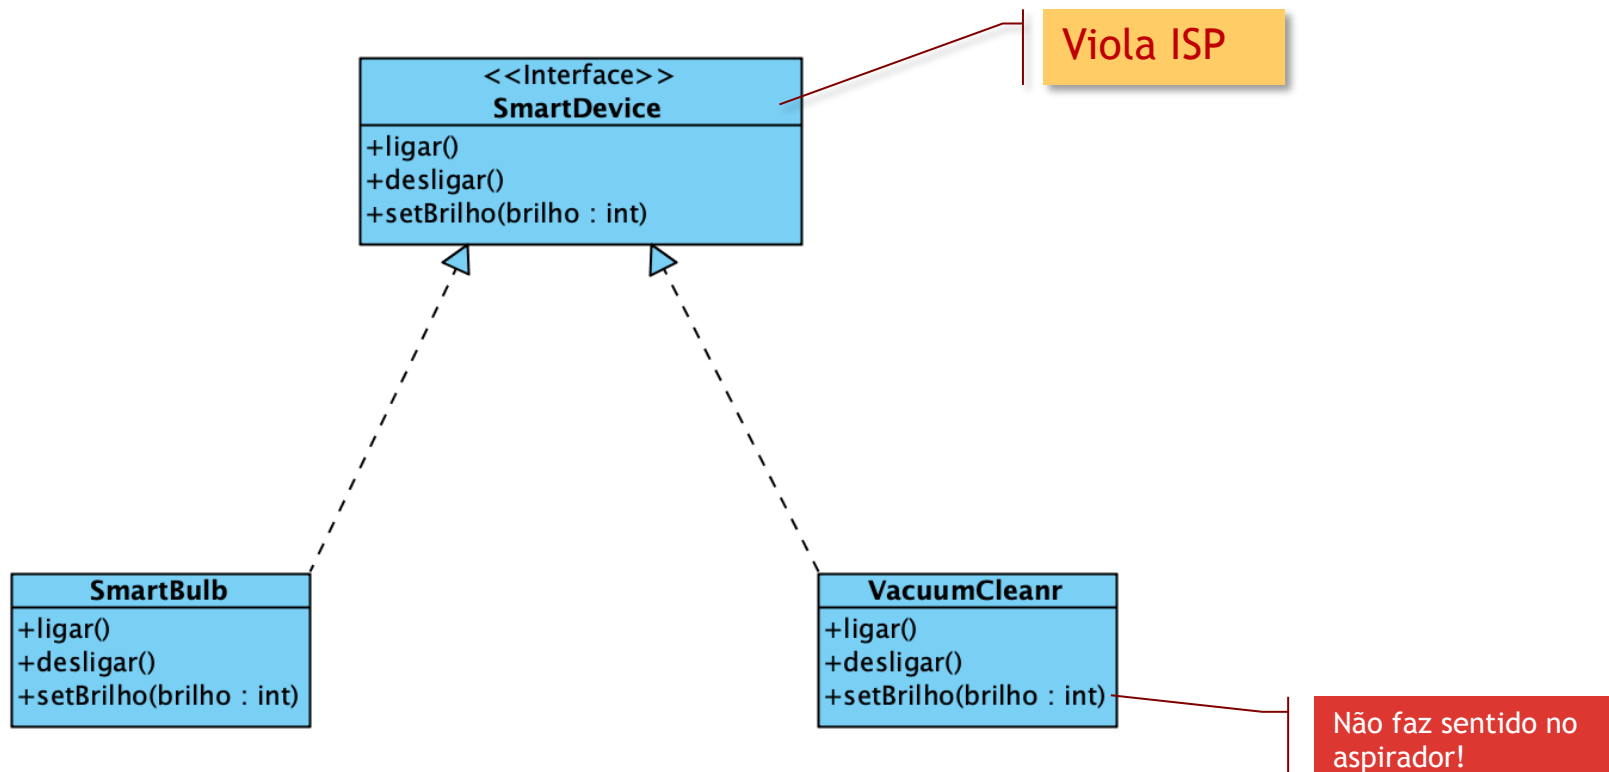 Viola ISP
<<Interface>>
SmartDevice
+ligar()
+desligar()
+setBrilho(brilho : int)
SmartBulb
+ligar()
+desligar()
+setBrilho(brilho : int)
VacuumCleanr
+ligar()
+desligar()
+setBrilho(brilho : int)
Não faz sentido no
aspirador!